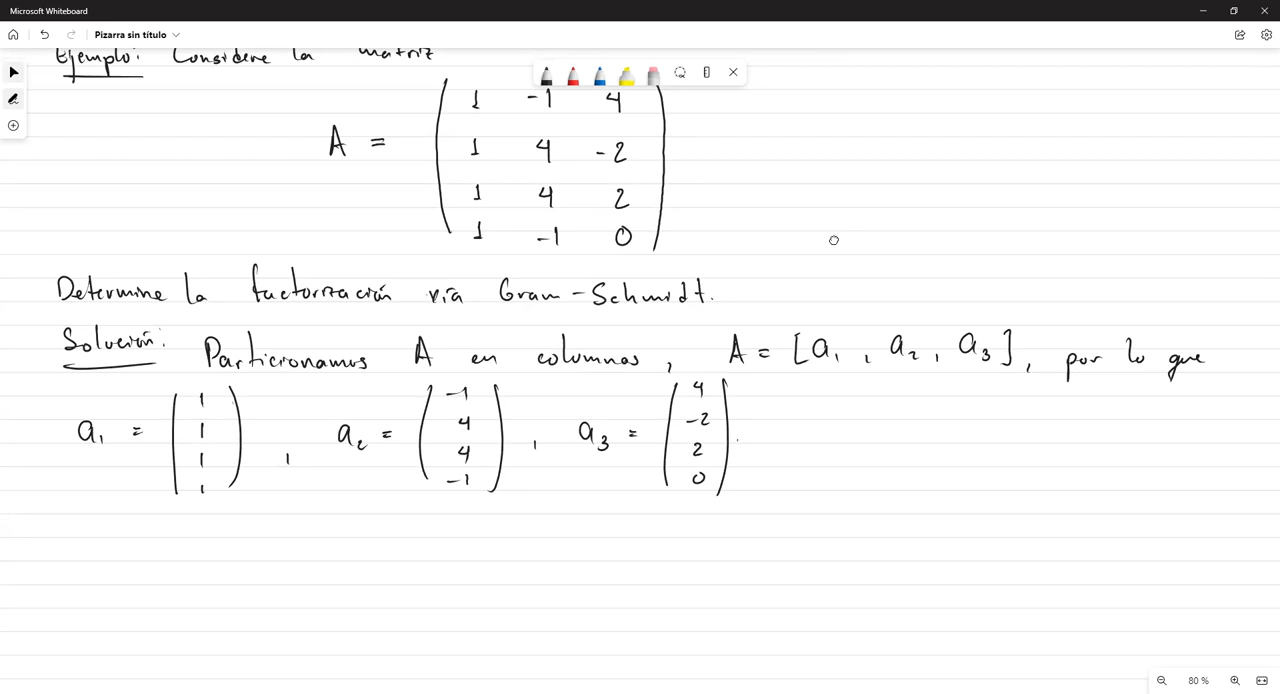 Microsoft Whiteboard
Pizarra sin título
Ejemplo: Considere la matriz
A = ( 1 -1 4
1 4 -2
1 4 2
1 -1 0 )
Determine la factorización vía Gram-Schmidt.
Solución: Particionamos A en columnas, A = [a1, a2, a3], por lo que
a1 = ( 1 1 1 1 ), a2 = ( -1 4 4 -1 ), a3 = ( 4 -2 2 0 ).
80 %